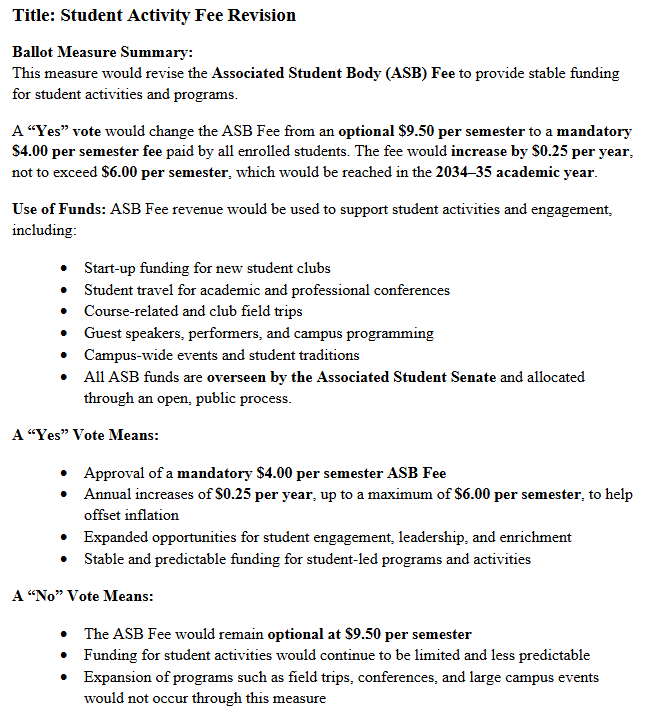 Title: Student Activity Fee Revision
Ballot Measure Summary:
This measure would revise the Associated Student Body (ASB) Fee to provide stable funding
for student activities and programs.
A “Yes” vote would change the ASB Fee from an optional $9.50 per semester to a mandatory
$4.00 per semester fee paid by all enrolled students. The fee would increase by $0.25 per year,
not to exceed $6.00 per semester, which would be reached in the 2034–35 academic year.
Use of Funds: ASB Fee revenue would be used to support student activities and engagement,
including:
• Start-up funding for new student clubs
• Student travel for academic and professional conferences
• Course-related and club field trips
• Guest speakers, performers, and campus programming
• Campus-wide events and student traditions
• All ASB funds are overseen by the Associated Student Senate and allocated
through an open, public process.
A “Yes” Vote Means:
• Approval of a mandatory $4.00 per semester ASB Fee
• Annual increases of $0.25 per year, up to a maximum of $6.00 per semester, to help
offset inflation
• Expanded opportunities for student engagement, leadership, and enrichment
• Stable and predictable funding for student-led programs and activities
A “No” Vote Means:
• The ASB Fee would remain optional at $9.50 per semester
• Funding for student activities would continue to be limited and less predictable
• Expansion of programs such as field trips, conferences, and large campus events
would not occur through this measure